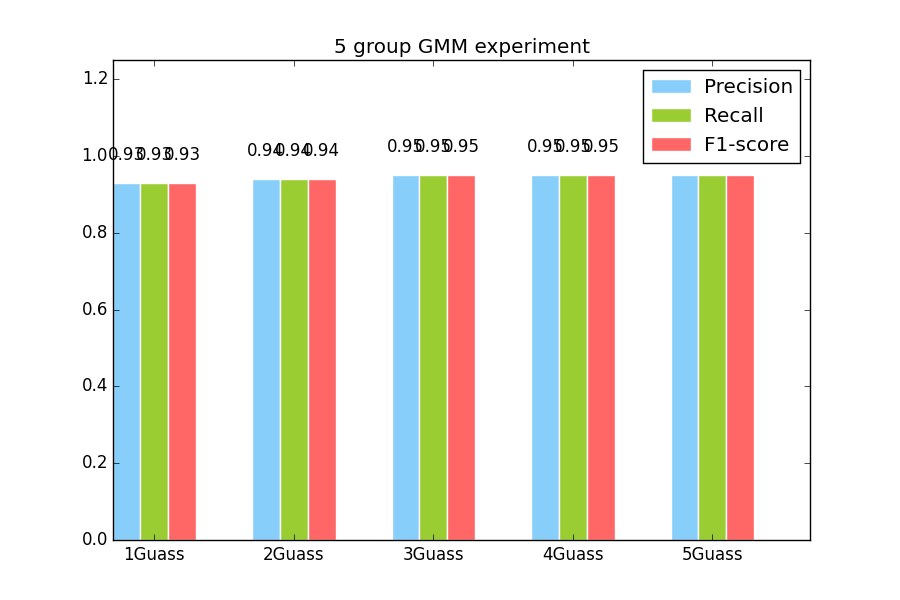 5 group GMM experiment
1.2
Precision
Recall
F1-score
1.0
0.93 0.93 0.93
0.94 0.94 0.94
0.95 0.95 0.95
0.95 0.95 0.95
0.8
0.6
0.4
0.2
0.0
1Guass 2Guass 3Guass 4Guass 5Guass